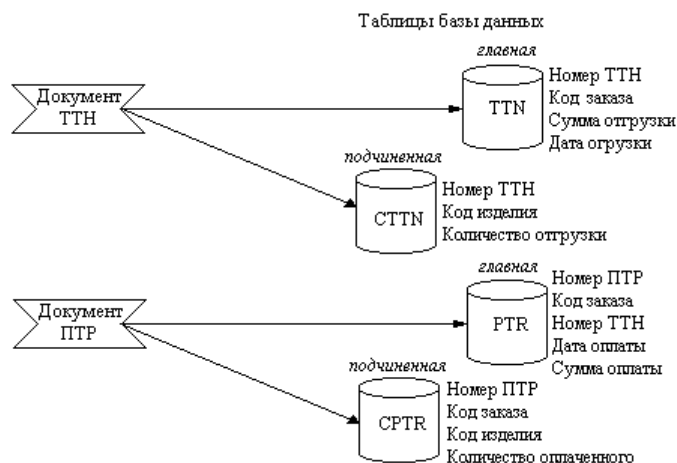 Таблицы базы данных
главная
Документ
ТТН
TTN
Номер ТТН
Код заказа
Сумма отгрузки
Дата огрузки
подчиненная
CTTN
Номер ТТН
Код изделия
Количество отгрузки
главная
Документ
ПТР
PTR
Номер ПТР
Код заказа
Номер ТТН
Дата оплаты
Сумма оплаты
подчиненная
CPTR
Номер ПТР
Код заказа
Код изделия
Количество оплаченного